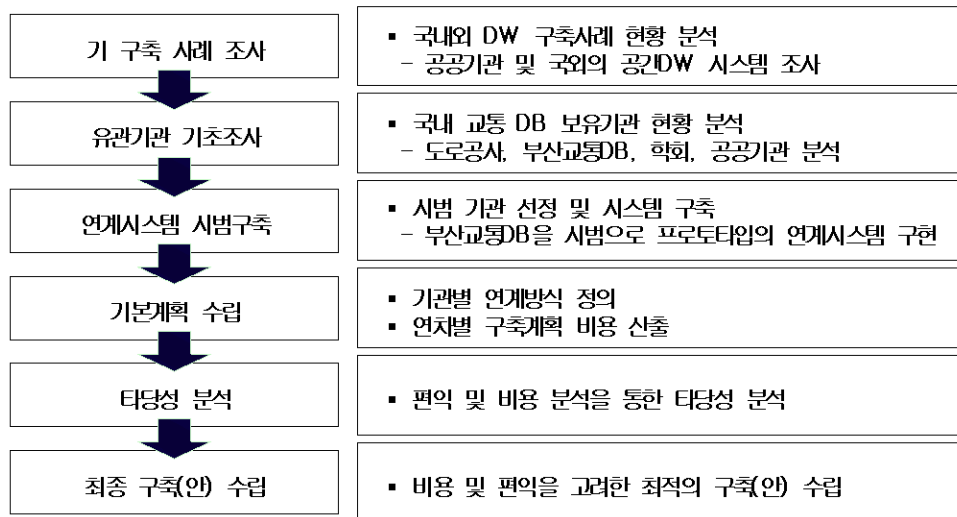 기 구축 사례 조사
▪ 국내외 DW 구축사례 현황 분석
- 공공기관 및 국외의 공간DW 시스템 조사
유관기관 기초조사
▪ 국내 교통 DB 보유기관 현황 분석
- 도로공사, 부산교통DB, 학회, 공공기관 분석
연계시스템 시범구축
▪ 시범 기관 선정 및 시스템 구축
- 부산교통DB을 시범으로 프로토타입의 연계시스템 구현
기본계획 수립
▪ 기관별 연계방식 정의
▪ 연차별 구축계획 비용 산출
타당성 분석
▪ 편익 및 비용 분석을 통한 타당성 분석
최종 구축(안) 수립
▪ 비용 및 편익을 고려한 최적의 구축(안) 수립